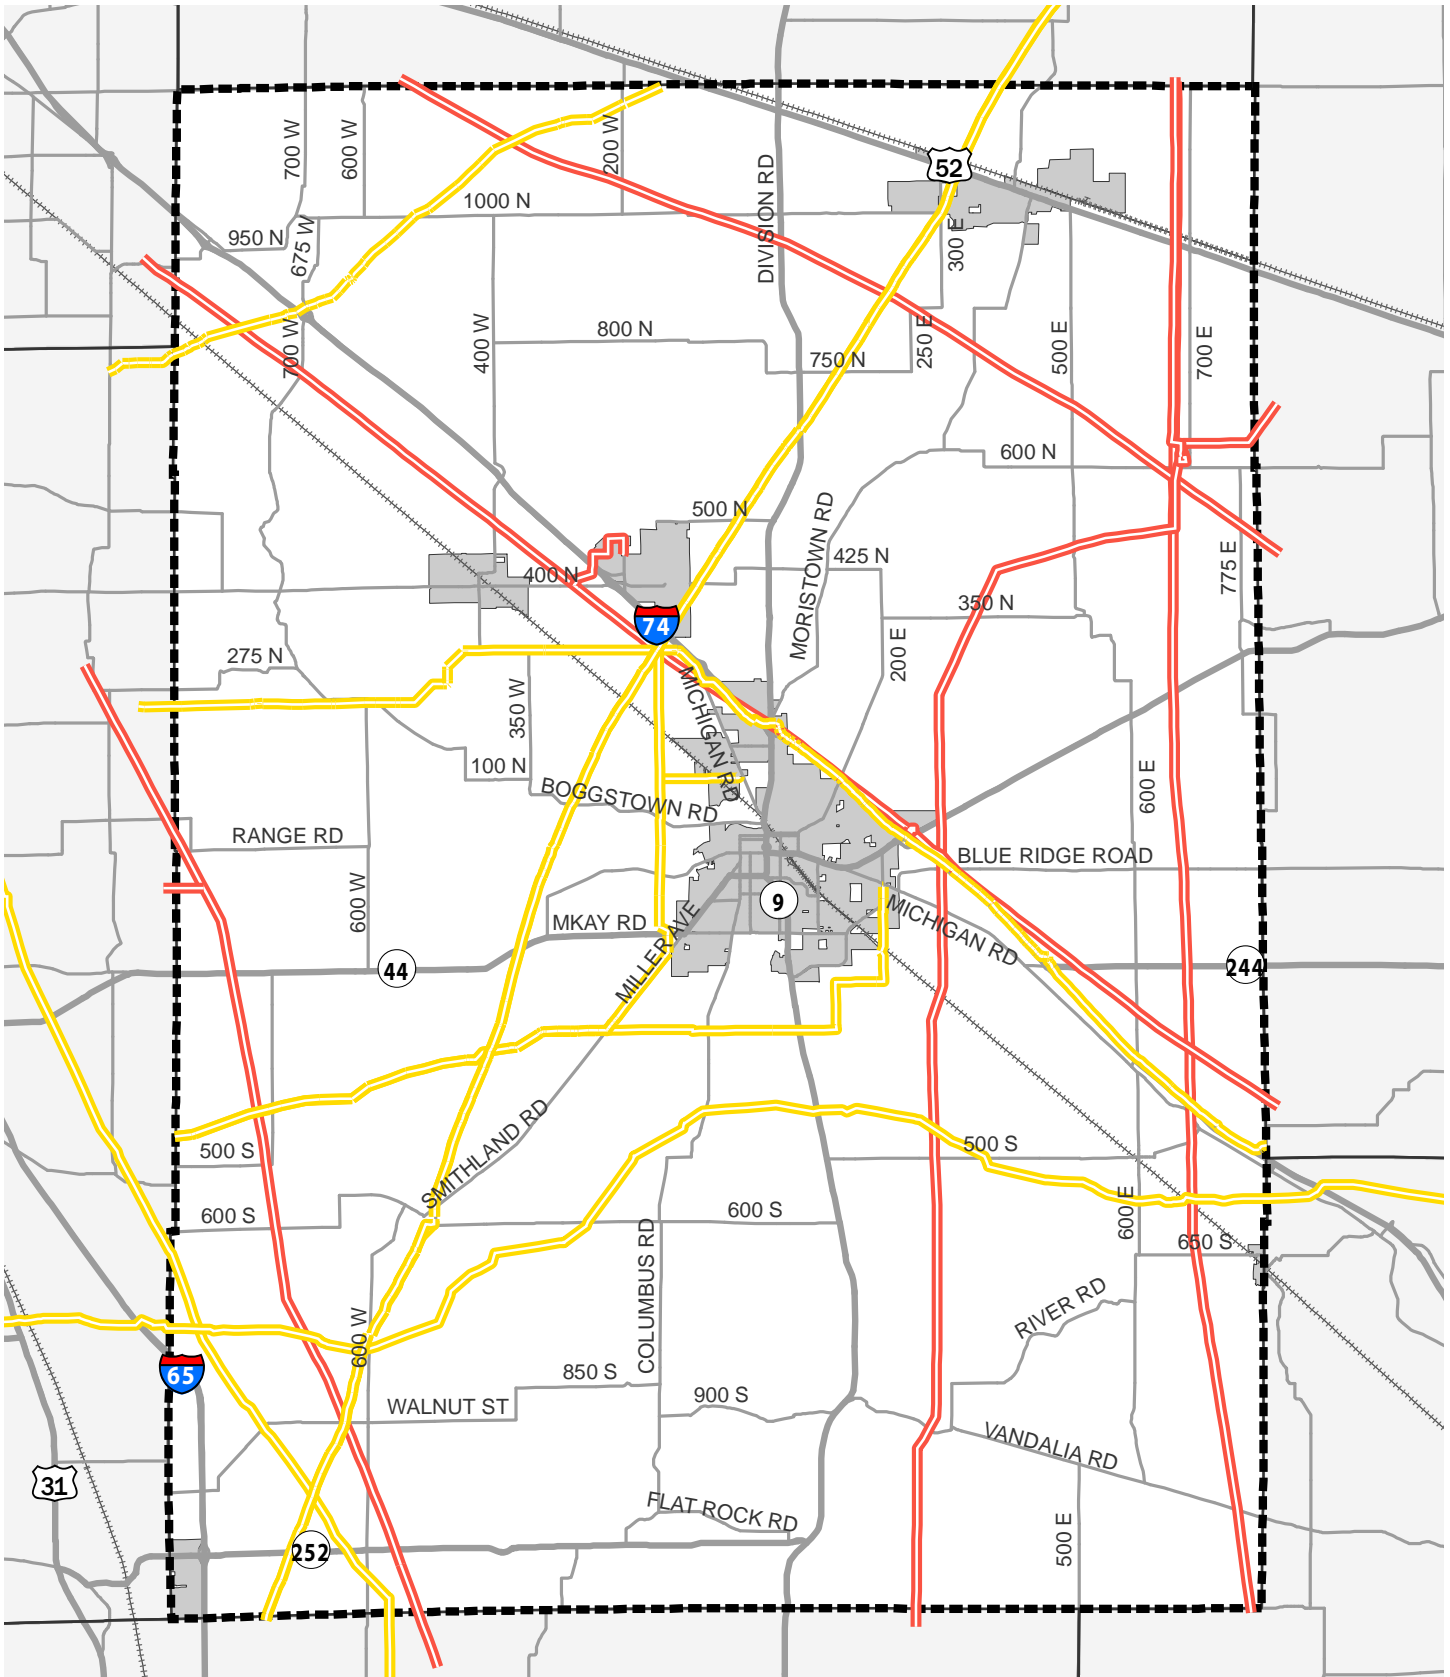 700 W
600 W
200 W
DIVISION RD
52
1000 N
950 N
675 W
300 E
700 W
400 W
800 N
750 N
250 E
500 E
700 E
600 N
500 N
MORISTOWN RD
425 N
400 N
775 E
350 N
74
275 N
200 E
350 W
MICHIGAN RD
100 N
BOGGSTOWN RD
600 E
RANGE RD
BLUE RIDGE ROAD
600 W
9
MICHIGAN RD
MKAY RD
MILLER AVE
44
244
SMITHLAND RD
500 S
500 S
600 S
600 S
600 E
650 S
COLUMBUS RD
RIVER RD
600 W
65
850 S
WALNUT ST
900 S
VANDALIA RD
31
FLAT ROCK RD
252
500 E